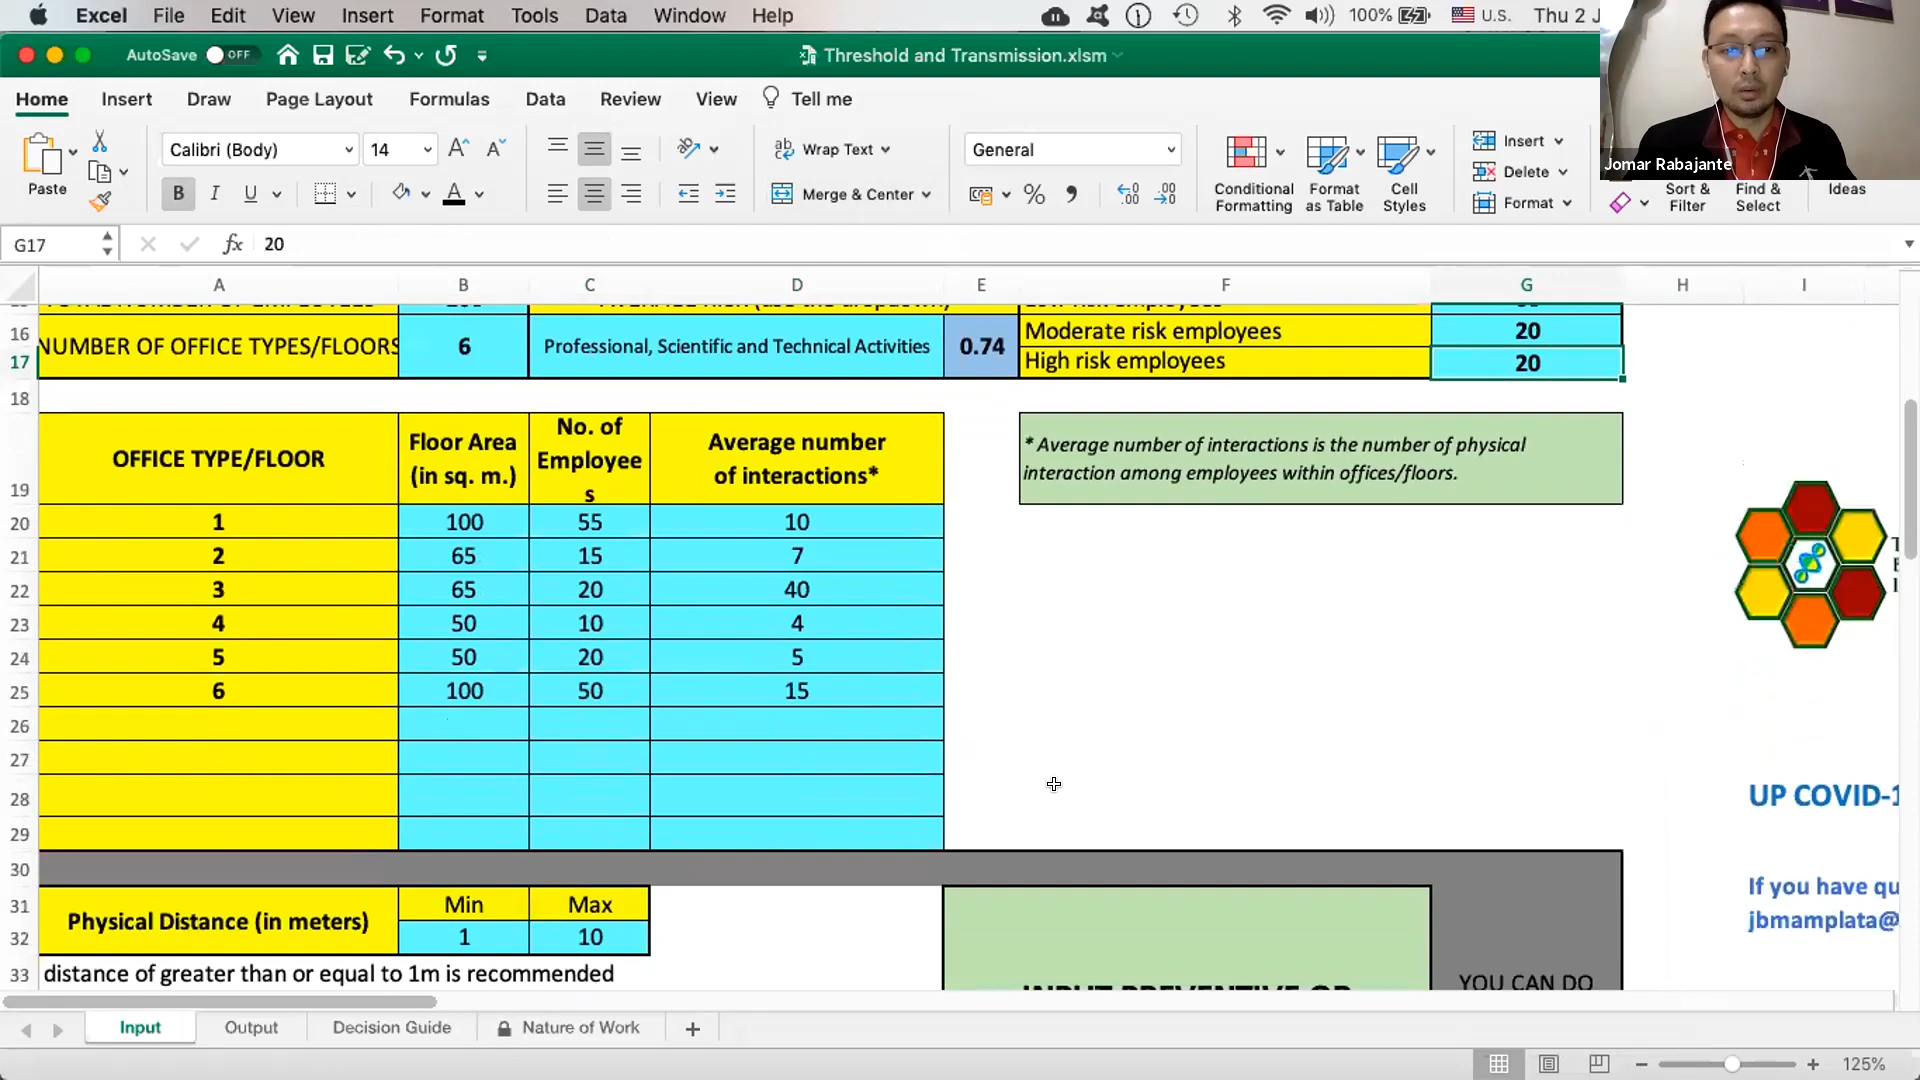 Excel File Edit View Insert Format Tools Data Window Help 100% U.S. Thu 2 J
AutoSave OFF Threshold and Transmission.xlsm
Home Insert Draw Page Layout Formulas Data Review View Tell me
Paste Calibri (Body) 14 A^ A Wrap Text General Insert
Jomar Rabajante
B I U A Merge & Center % Conditional Formatting Format as Table Cell Styles Delete Format Sort & Filter Find & Select Ideas
G17 fx 20
A B C D E F G H I
16 NUMBER OF OFFICE TYPES/FLOORS 6 Professional, Scientific and Technical Activities 0.74 Moderate risk employees 20
17 High risk employees 20
18
19 OFFICE TYPE/FLOOR Floor Area (in sq. m.) No. of Employees Average number of interactions*
* Average number of interactions is the number of physical
interaction among employees within offices/floors.
20 1 100 55 10
21 2 65 15 7
22 3 65 20 40
23 4 50 10 4
24 5 50 20 5
25 6 100 50 15
26
27
28
UP COVID-1
29
30
31 Physical Distance (in meters) Min Max
If you have qu
32 1 10
jbmamplata@
33 distance of greater than or equal to 1m is recommended
YOU CAN DO
Input Output Decision Guide Nature of Work +
125%